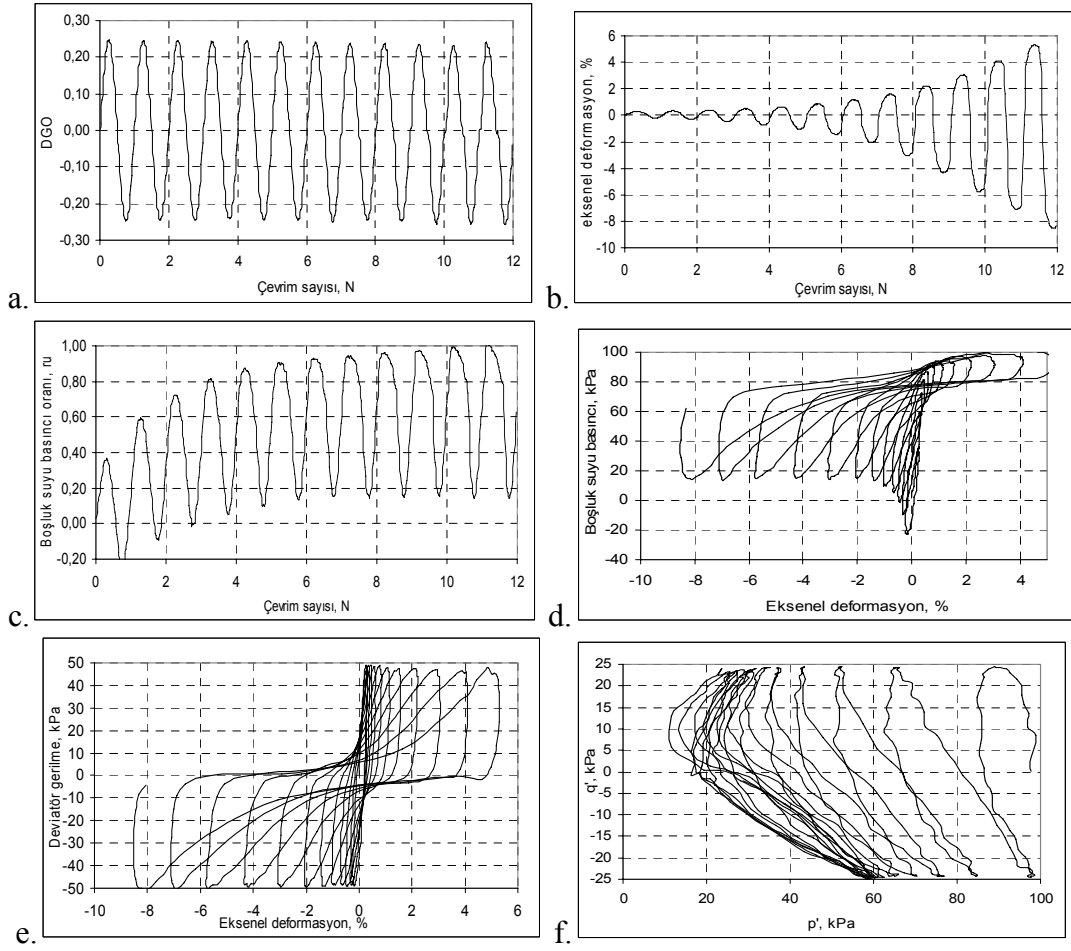 0,30
0,20
0,10
0,00
-0,10
-0,20
0,30
DGO
0 2 4 6 8 10 12
Çevrim sayısı, N
a.
6
4
2
0
-2
-4
-6
-8
-10
eksenel deformasyon, %
0 2 4 6 8 10 12
Çevrim sayısı, N
b.
1,00
0,80
0,60
0,40
0,20
0,00
-0,20
Boşluk suyu basıncı oranı, ru
0 2 4 6 8 10 12
Çevrim sayısı, N
c.
100
80
60
40
20
0
-20
-40
Boşluk suyu basıncı, kPa
-10 -8 -6 -4 -2 0 2 4
Eksenel deformasyon, %
d.
50
40
30
20
10
0
-10
-20
-30
-40
50
Deviatör gerilme, kPa
-10 -8 -6 -4 -2 0 2 4 6
Eksenel deformasyon, %
e.
25
20
15
10
5
0
-5
-10
-15
-20
-25
q', kPa
0 20 40 60 80 100
p', kPa
f.